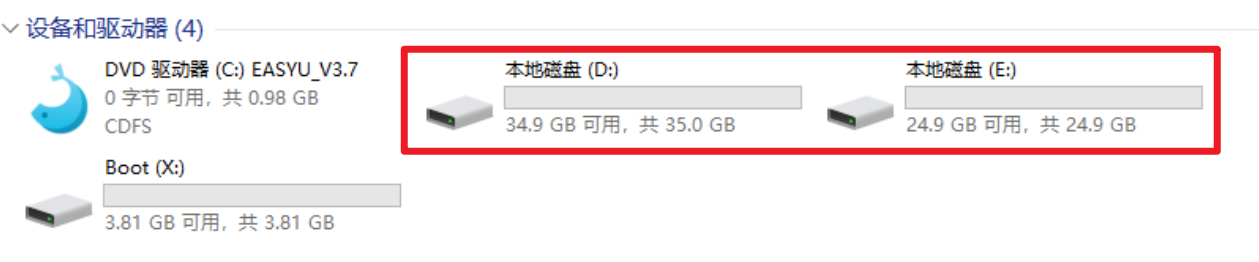 设备和驱动器 (4)
DVD 驱动器 (C:) EASYU_V3.7
0 字节 可用，共 0.98 GB
CDFS
本地磁盘 (D:)
34.9 GB 可用，共 35.0 GB
本地磁盘 (E:)
24.9 GB 可用，共 24.9 GB
Boot (X:)
3.81 GB 可用，共 3.81 GB